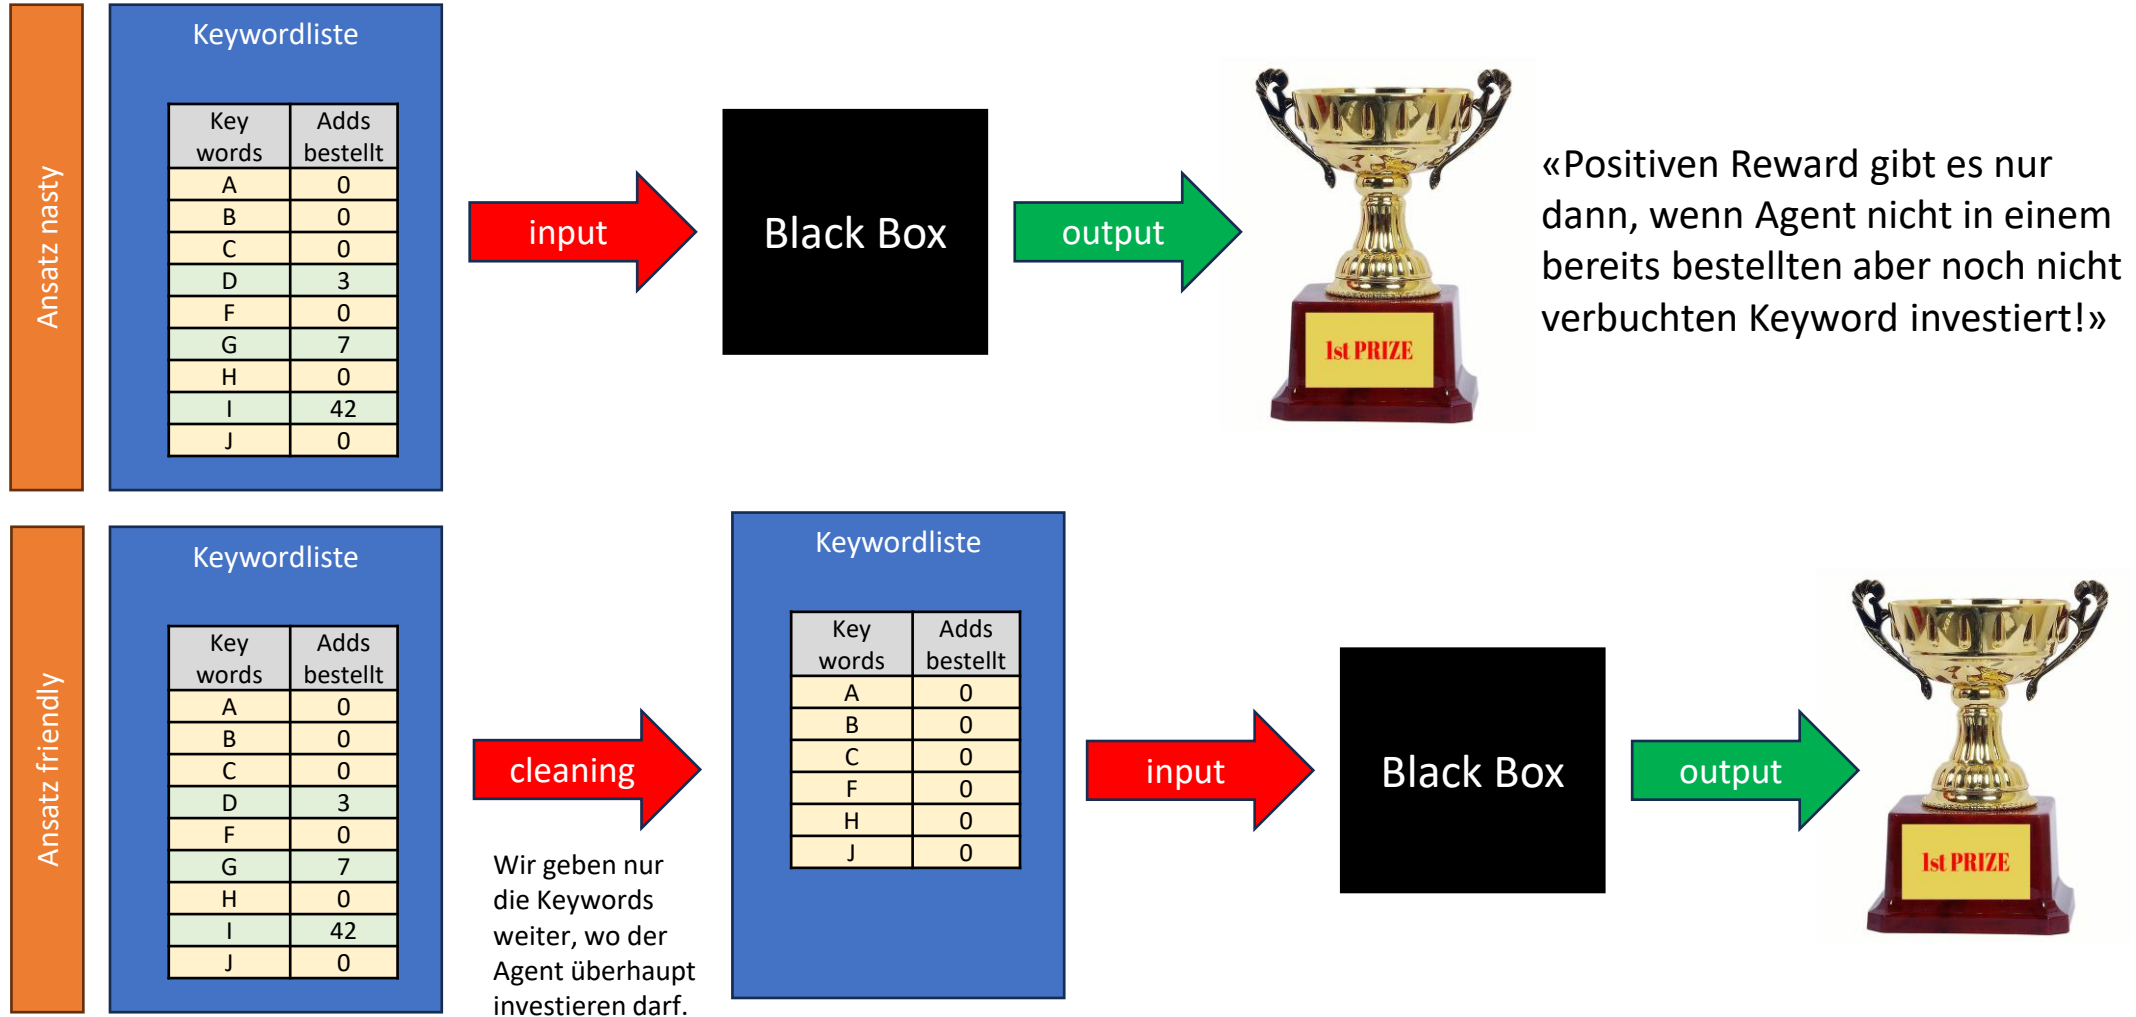 Ansatz nasty
Keywordliste
Key words Adds bestellt
A 0
B 0
C 0
D 3
F 0
G 7
H 0
I 42
J 0
input
Black Box
output
1st PRIZE
«Positiven Reward gibt es nur
dann, wenn Agent nicht in einem
bereits bestellten aber noch nicht
verbuchten Keyword investiert!»
Ansatz friendly
Keywordliste
Key words Adds bestellt
A 0
B 0
C 0
D 3
F 0
G 7
H 0
I 42
J 0
cleaning
Wir geben nur
die Keywords
weiter, wo der
Agent überhaupt
investieren darf.
Keywordliste
Key words Adds bestellt
A 0
B 0
C 0
F 0
H 0
J 0
input
Black Box
output
1st PRIZE